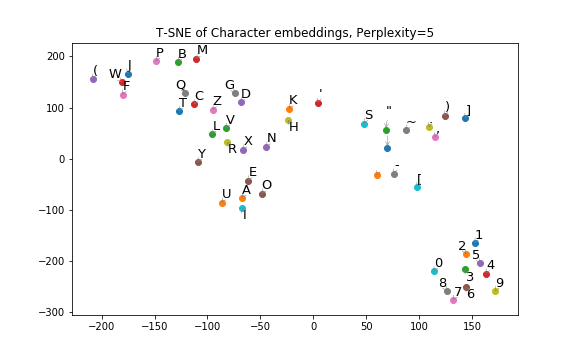 T-SNE of Character embeddings, Perplexity=5
200
100
0
−100
−200
−300
−200
−150
−100
−50
0
50
100
150
( W J F P B M
Q T C Z G D
L V R X N K H '
Y E U A I O
S " ~ . , ) ]
- [
1
2 5
0 3 4
8 7 6 9